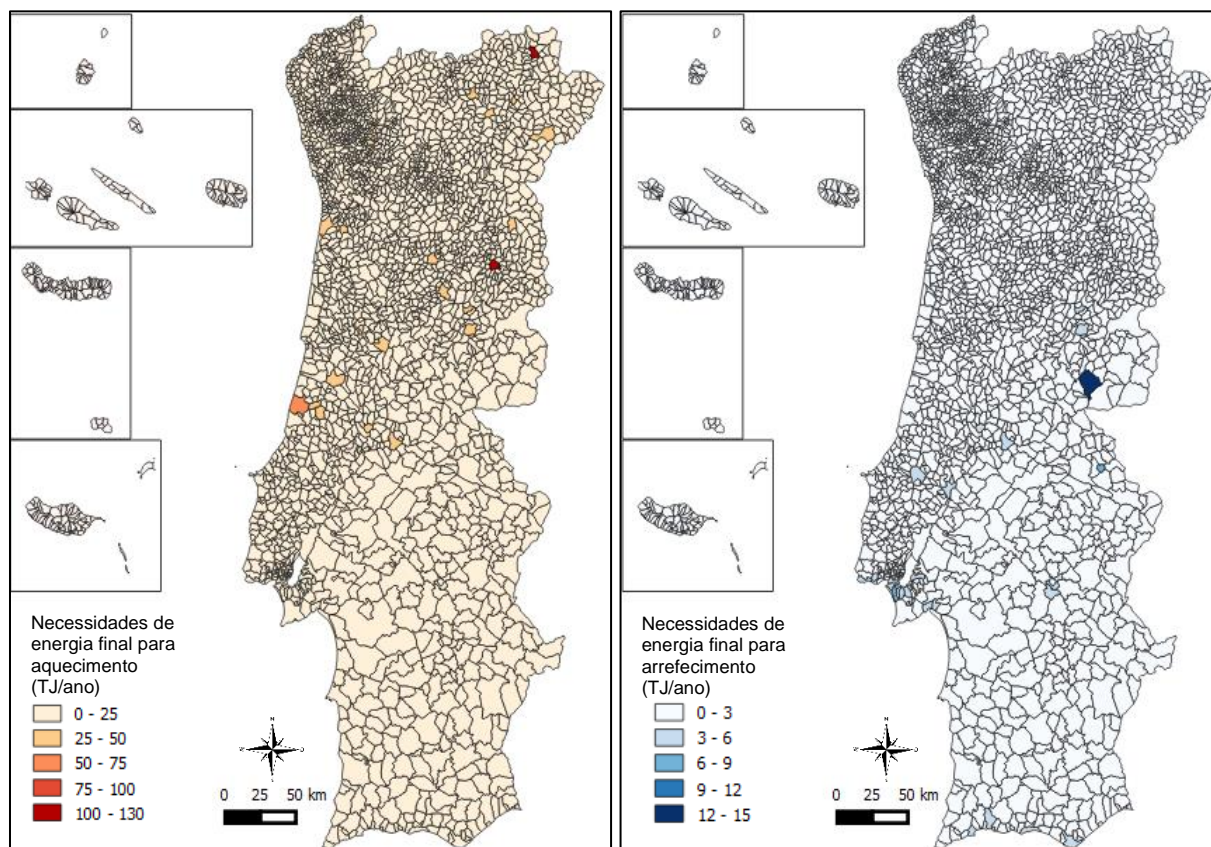 Necessidades de
energia final para
aquecimento
(TJ/ano)
0 - 25
25 - 50
50 - 75
75 - 100
100 - 130
N
0 25 50 km
Necessidades de
energia final para
arrefecimento
(TJ/ano)
0 - 3
3 - 6
6 - 9
9 - 12
12 - 15
N
0 25 50 km